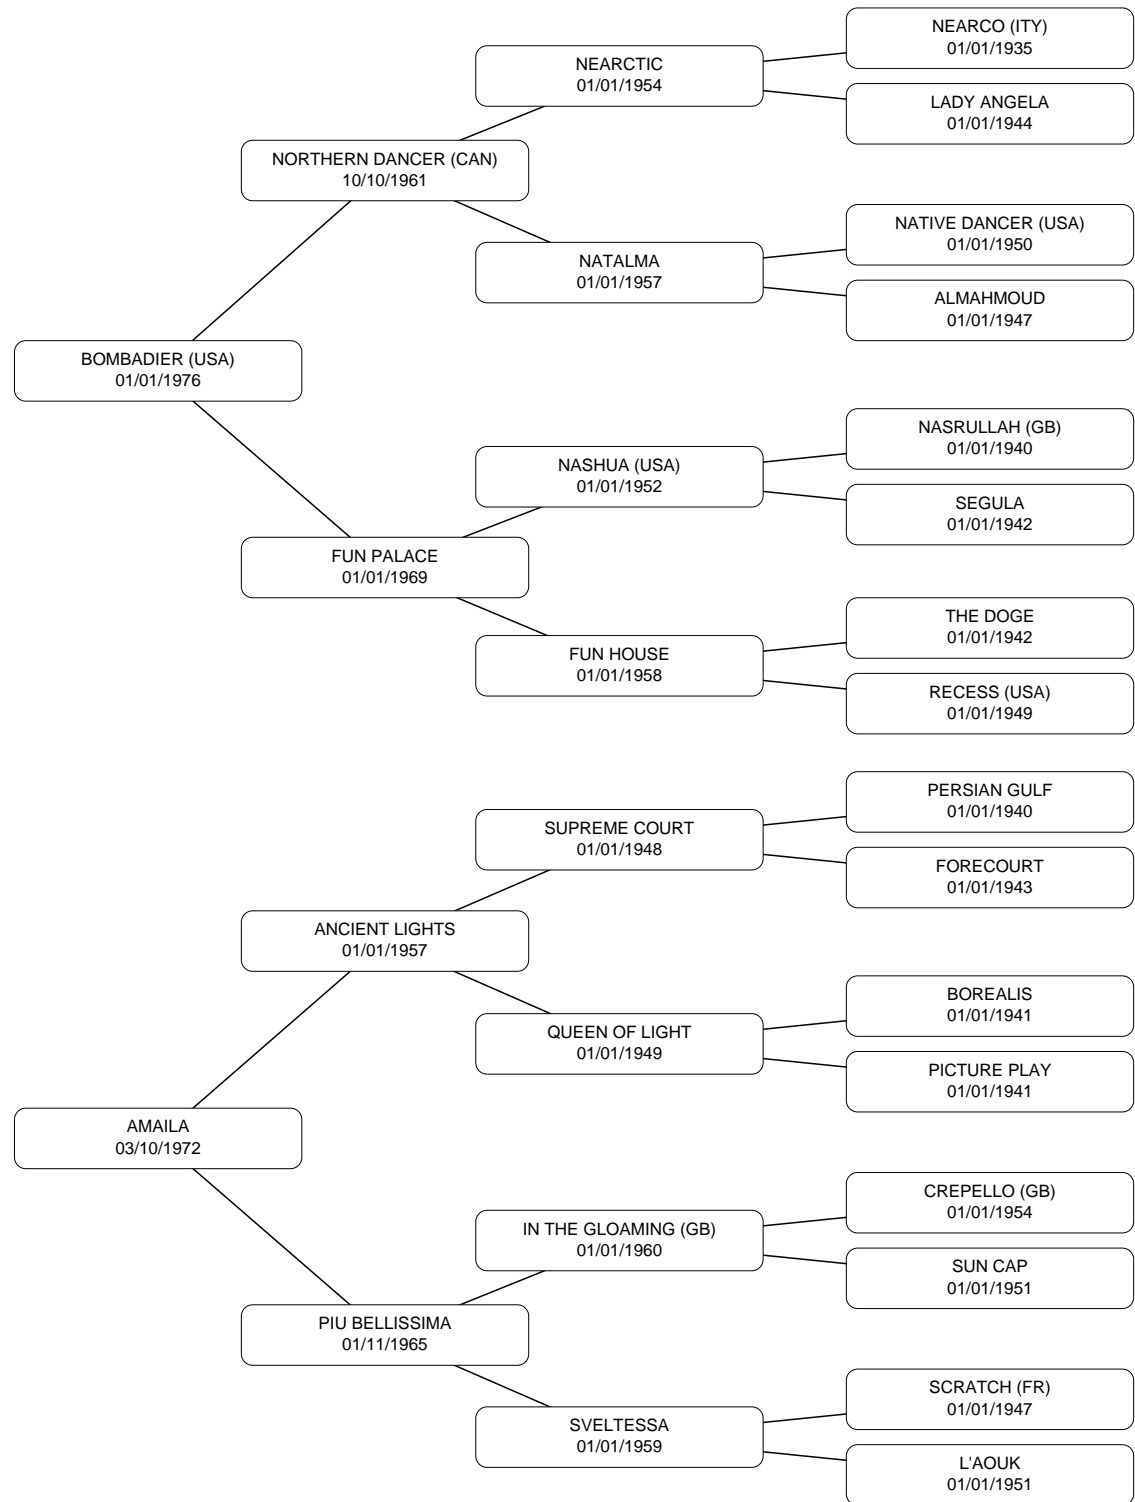 NEARCO (ITY)
01/01/1935
NEARCTIC
01/01/1954
LADY ANGELA
01/01/1944
NORTHERN DANCER (CAN)
10/10/1961
NATIVE DANCER (USA)
01/01/1950
NATALMA
01/01/1957
ALMAHMOUD
01/01/1947
BOMBADIER (USA)
01/01/1976
NASRULLAH (GB)
01/01/1940
NASHUA (USA)
01/01/1952
SEGULA
01/01/1942
FUN PALACE
01/01/1969
THE DOGE
01/01/1942
FUN HOUSE
01/01/1958
RECESS (USA)
01/01/1949
PERSIAN GULF
01/01/1940
SUPREME COURT
01/01/1948
FORECOURT
01/01/1943
ANCIENT LIGHTS
01/01/1957
BOREALIS
01/01/1941
QUEEN OF LIGHT
01/01/1949
PICTURE PLAY
01/01/1941
AMAILA
03/10/1972
CREPELLO (GB)
01/01/1954
IN THE GLOAMING (GB)
01/01/1960
SUN CAP
01/01/1951
PIU BELLISSIMA
01/11/1965
SCRATCH (FR)
01/01/1947
SVELTESSA
01/01/1959
L'AOUK
01/01/1951